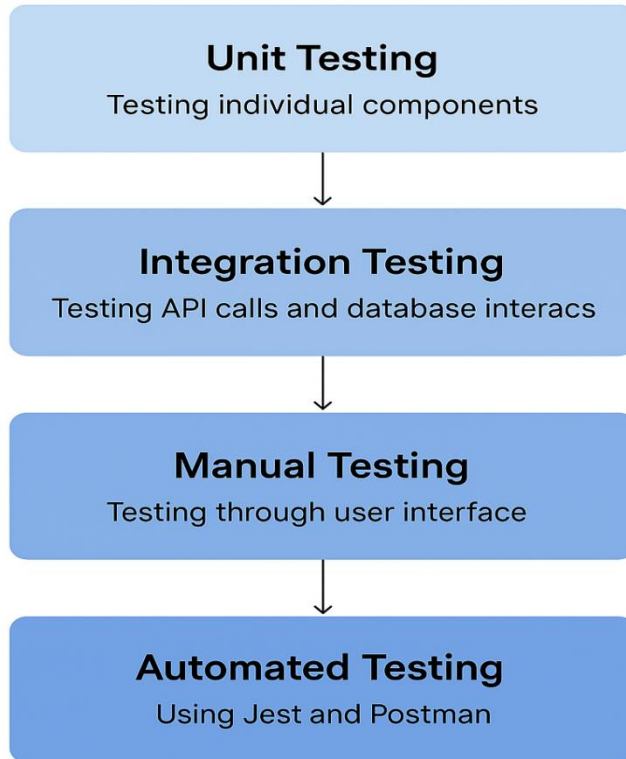 Unit Testing
Testing individual components
Integration Testing
Testing API calls and database interacs
Manual Testing
Testing through user interface
Automated Testing
Using Jest and Postman